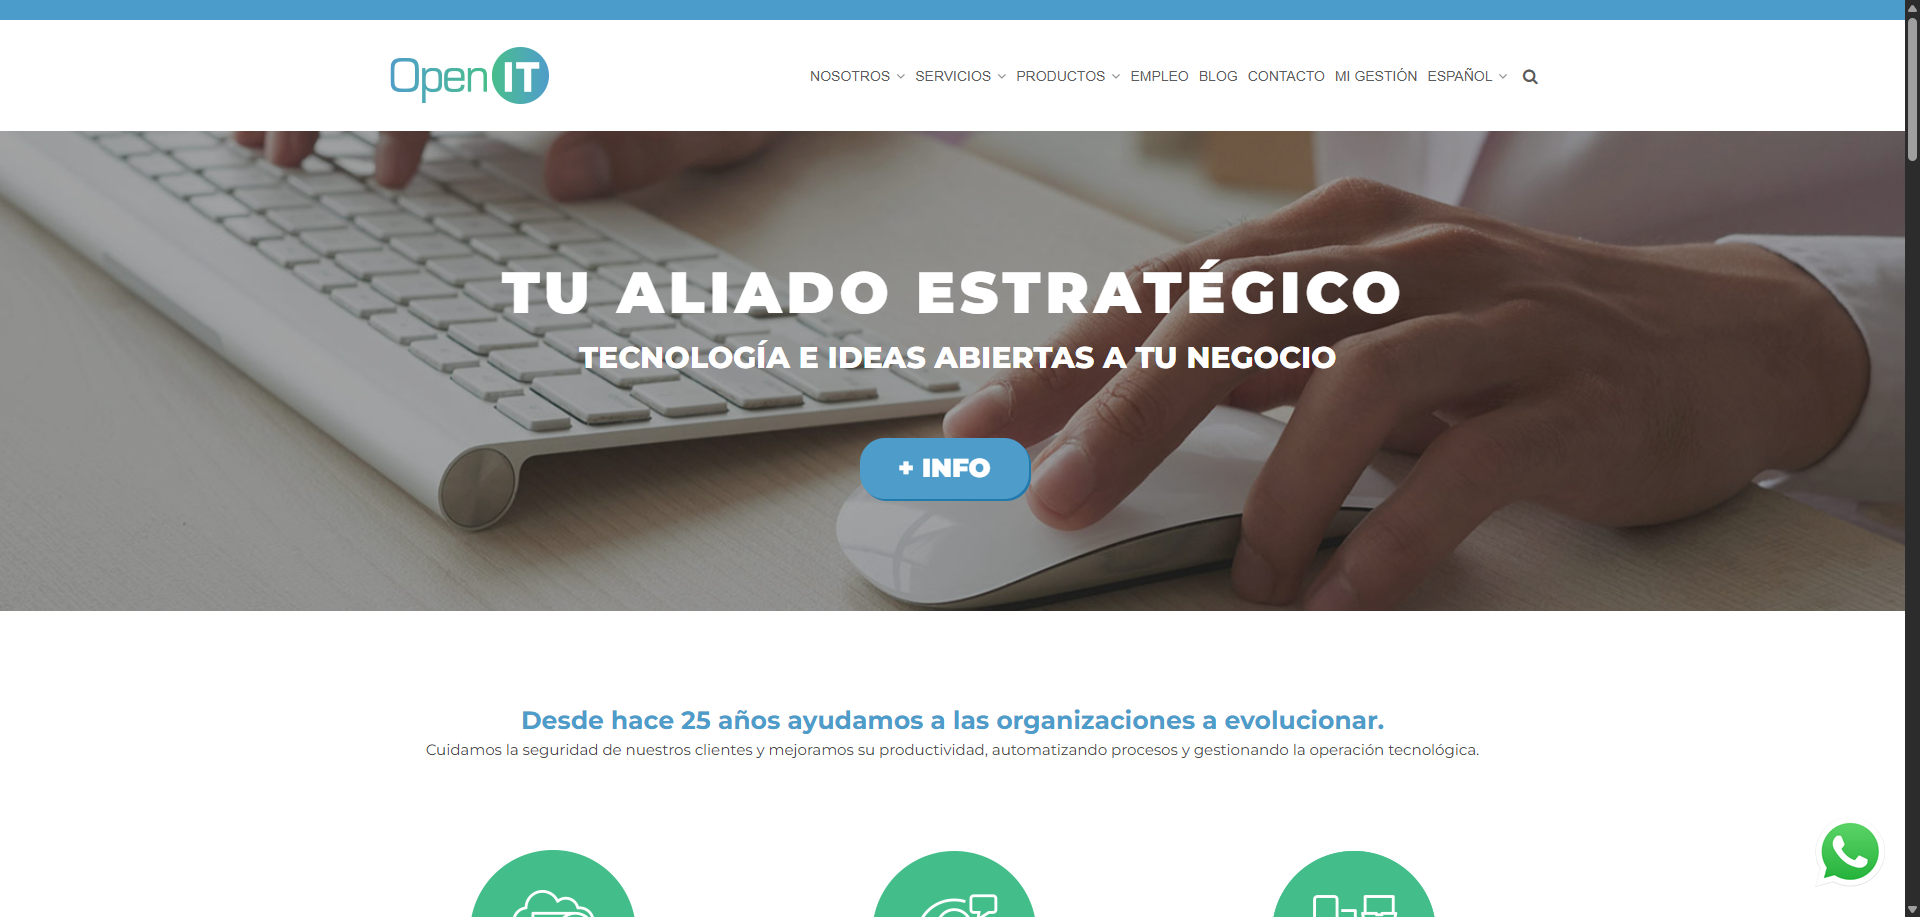 Open IT
NOSOTROS SERVICIOS PRODUCTOS EMPLEO BLOG CONTACTO MI GESTIÓN ESPAÑOL
TU ALIADO ESTRATÉGICO
TECNOLOGÍA E IDEAS ABIERTAS A TU NEGOCIO
+ INFO
Desde hace 25 años ayudamos a las organizaciones a evolucionar.
Cuidamos la seguridad de nuestros clientes y mejoramos su productividad, automatizando procesos y gestionando la operación tecnológica.